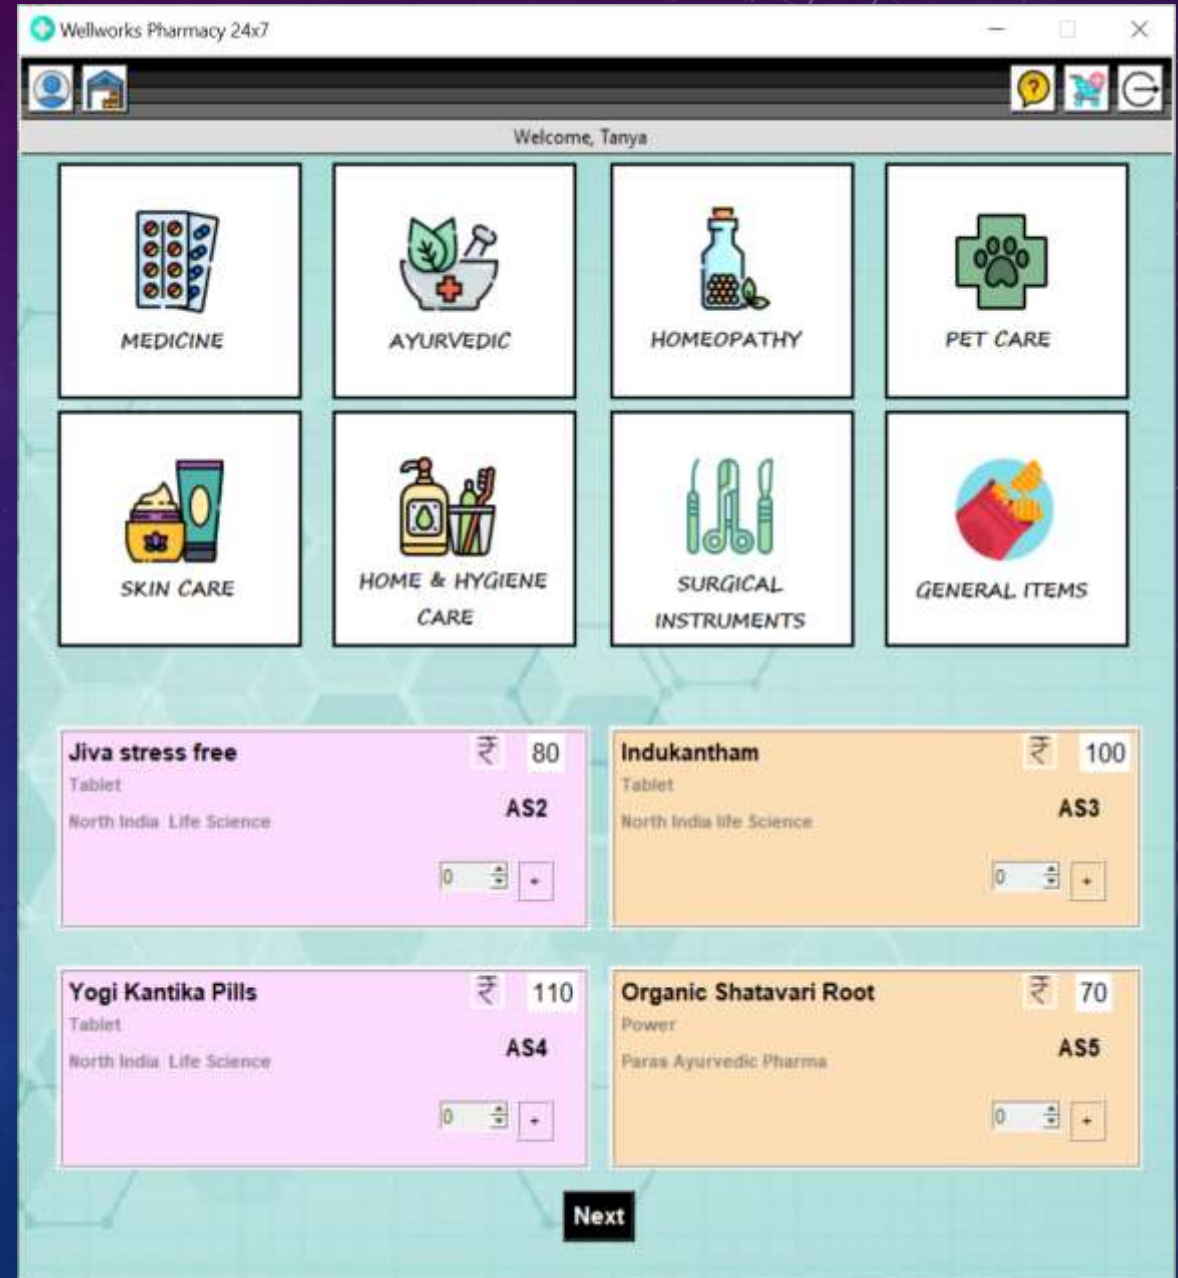 Wellworks Pharmacy 24x7
Welcome, Tanya
MEDICINE
AYURVEDIC
HOMEOPATHY
PET CARE
SKIN CARE
HOME & HYGIENE
CARE
SURGICAL
INSTRUMENTS
GENERAL ITEMS
Jiva stress free ₹ 80
Tablet
AS2
North India Life Science
0 +
Indukantham ₹ 100
Tablet
AS3
North India life Science
0 +
Yogi Kantika Pills ₹ 110
Tablet
AS4
North India Life Science
0 +
Organic Shatavari Root ₹ 70
Power
AS5
Paras Ayurvedic Pharma
0 +
Next